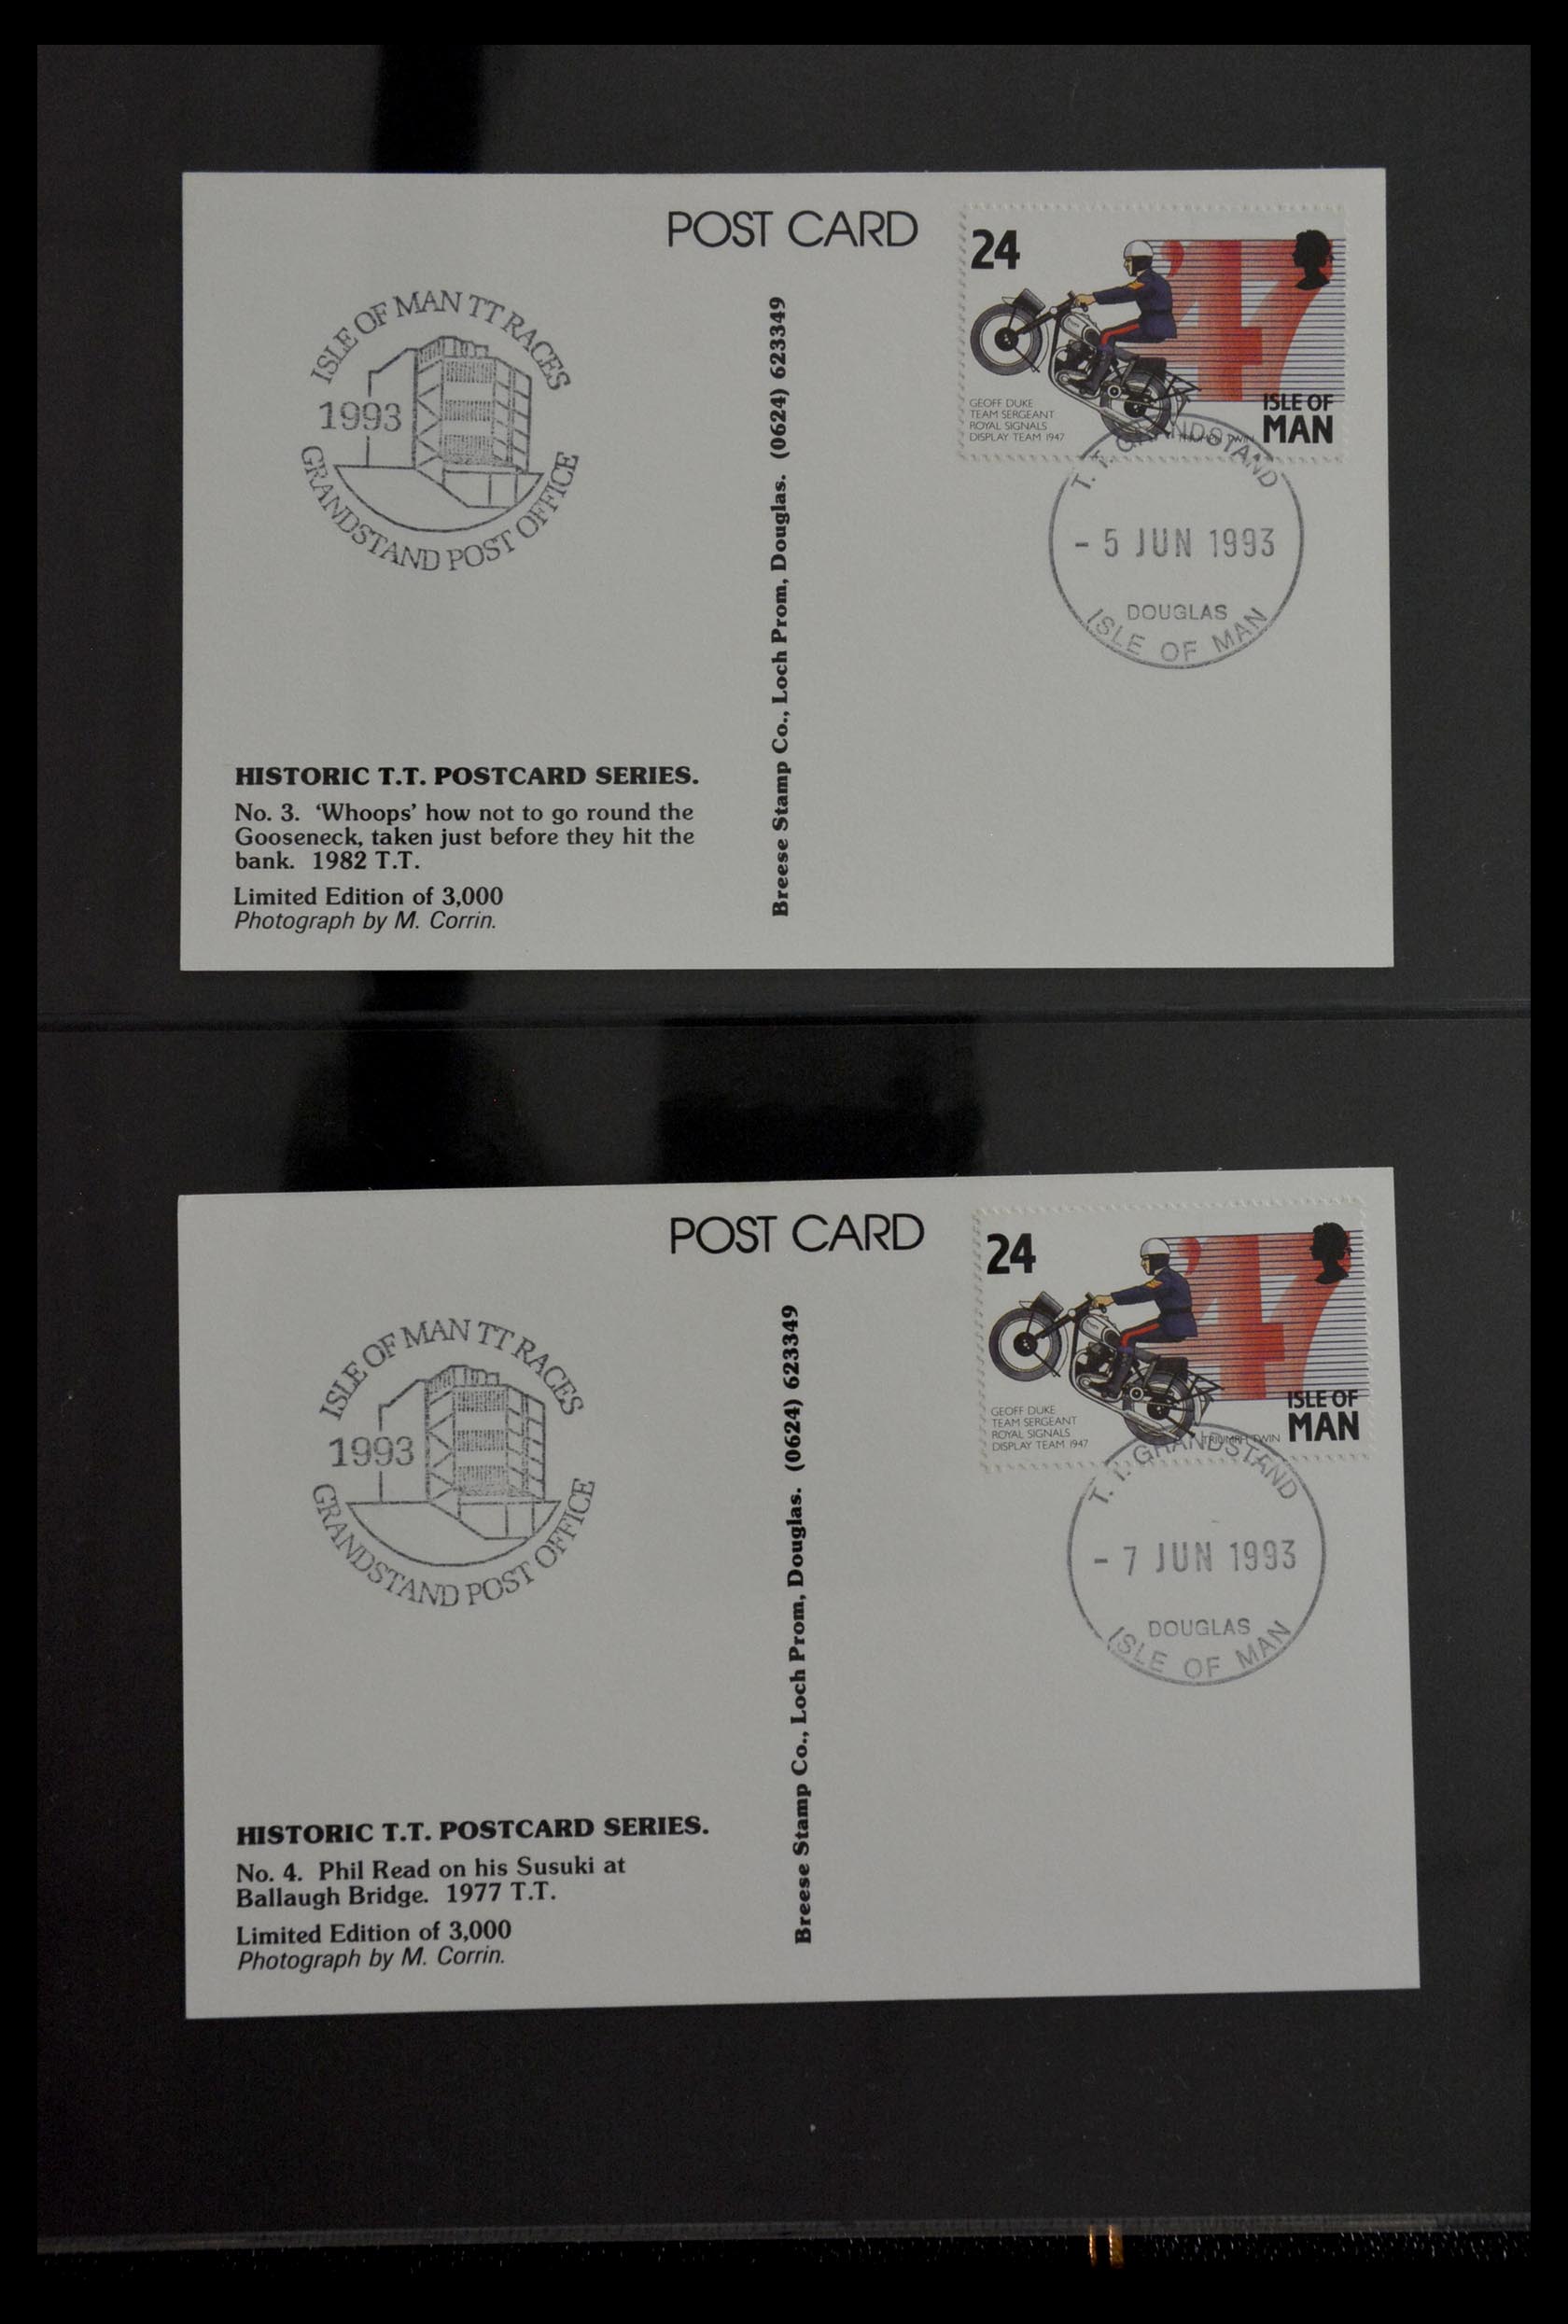 POST CARD
ISLE OF MAN TT RACES
1993
GRANDSTAND POST OFFICE
24
'47
GEOFF DUKE
TEAM SERGEANT
ROYAL SIGNALS
DISPLAY TEAM 1947
TWIN
ISLE OF
MAN
T. T. GRANDSTAND
- 5 JUN 1993
DOUGLAS
ISLE OF MAN
Breese Stamp Co., Loch Prom, Douglas. (0624) 623349
HISTORIC T.T. POSTCARD SERIES.
No. 3. ‘Whoops’ how not to go round the
Gooseneck, taken just before they hit the
bank. 1982 T.T.
Limited Edition of 3,000
Photograph by M. Corrin.
POST CARD
ISLE OF MAN TT RACES
1993
GRANDSTAND POST OFFICE
24
'47
GEOFF DUKE
TEAM SERGEANT
ROYAL SIGNALS
DISPLAY TEAM 1947
TRIUMPH TWIN
ISLE OF
MAN
T. T. GRANDSTAND
- 7 JUN 1993
DOUGLAS
ISLE OF MAN
Breese Stamp Co., Loch Prom, Douglas. (0624) 623349
HISTORIC T.T. POSTCARD SERIES.
No. 4. Phil Read on his Susuki at
Ballaugh Bridge. 1977 T.T.
Limited Edition of 3,000
Photograph by M. Corrin.